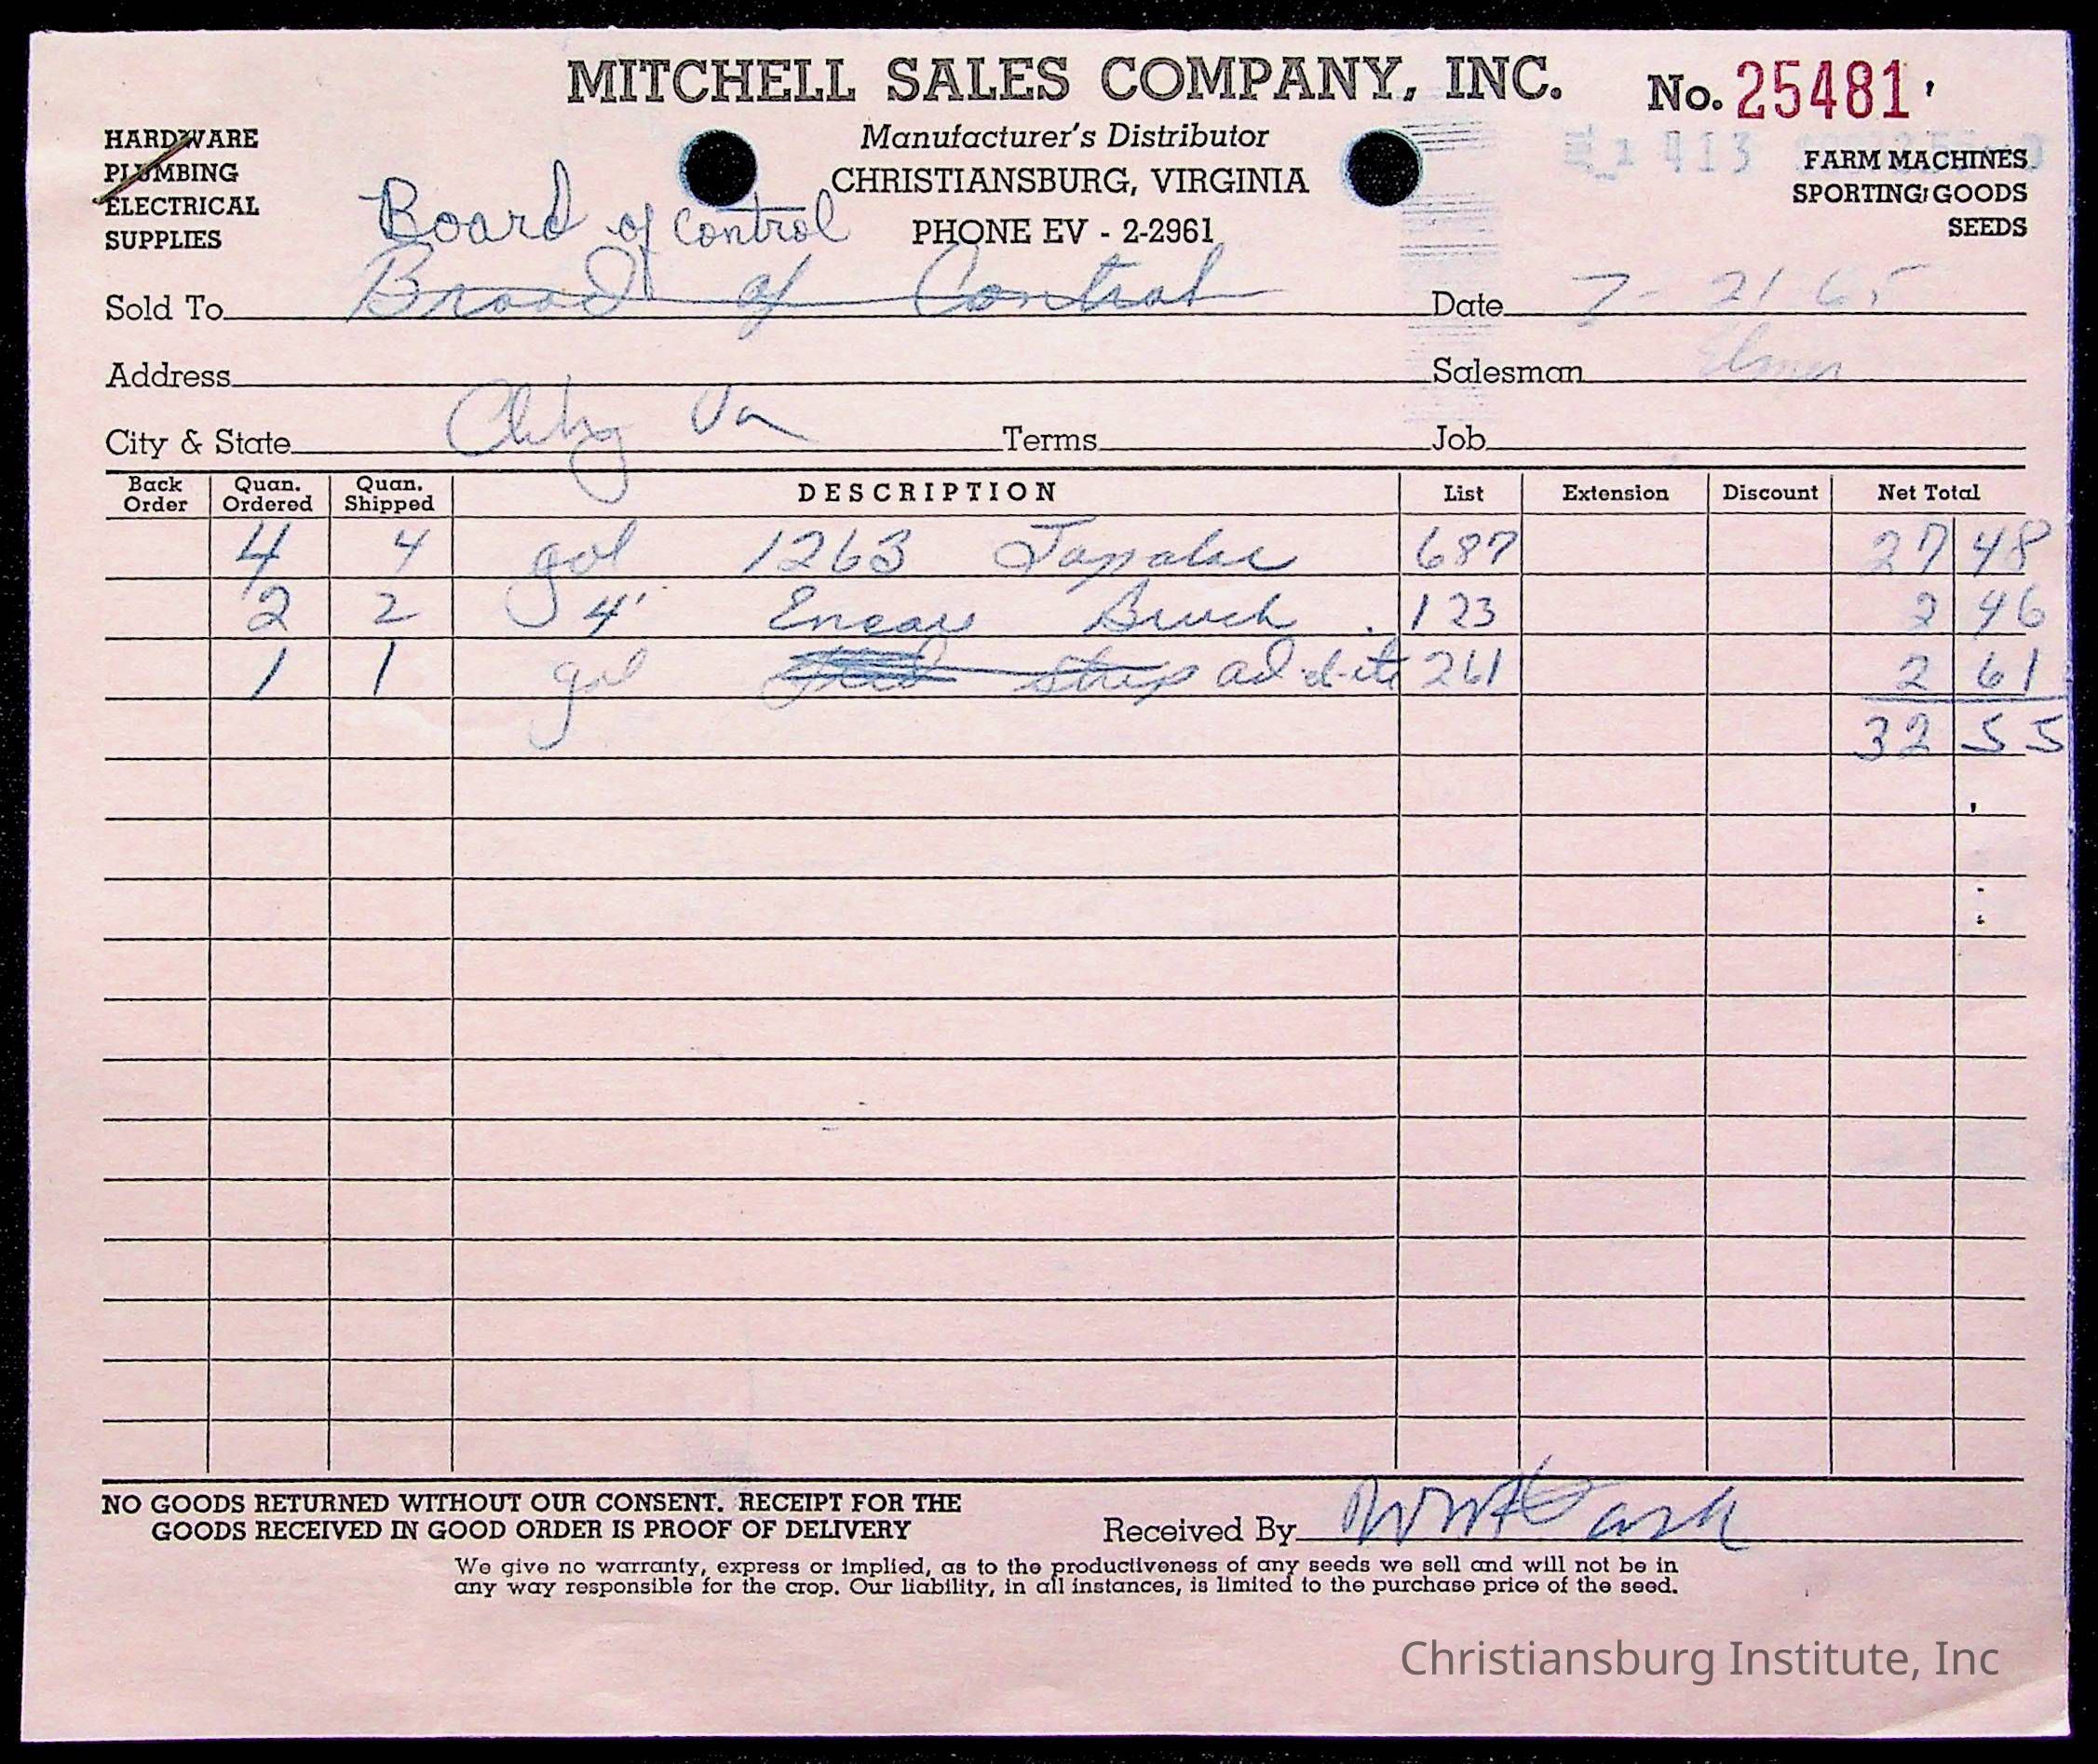 MITCHELL SALES COMPANY, INC.
No. 25481
HARDWARE
PLUMBING
ELECTRICAL
SUPPLIES
Manufacturer's Distributor
CHRISTIANSBURG, VIRGINIA
PHONE EV - 2-2961
FARM MACHINES
SPORTING GOODS
SEEDS
Board of Control
Sold To Broad of Control
Date 7-21 65
Address
Salesman Elmer
City & State Cbg Va Terms Job
Back Order Quan. Ordered Quan. Shipped DESCRIPTION List Extension Discount Net Total
4 4 gal 1263 687 27 48
2 2 4" 123 2 46
1 1 gal 261 2 61
32 55
NO GOODS RETURNED WITHOUT OUR CONSENT. RECEIPT FOR THE
GOODS RECEIVED IN GOOD ORDER IS PROOF OF DELIVERY
Received By
We give no warranty, express or implied, as to the productiveness of any seeds we sell and will not be in
any way responsible for the crop. Our liability, in all instances, is limited to the purchase price of the seed.
Christiansburg Institute, Inc